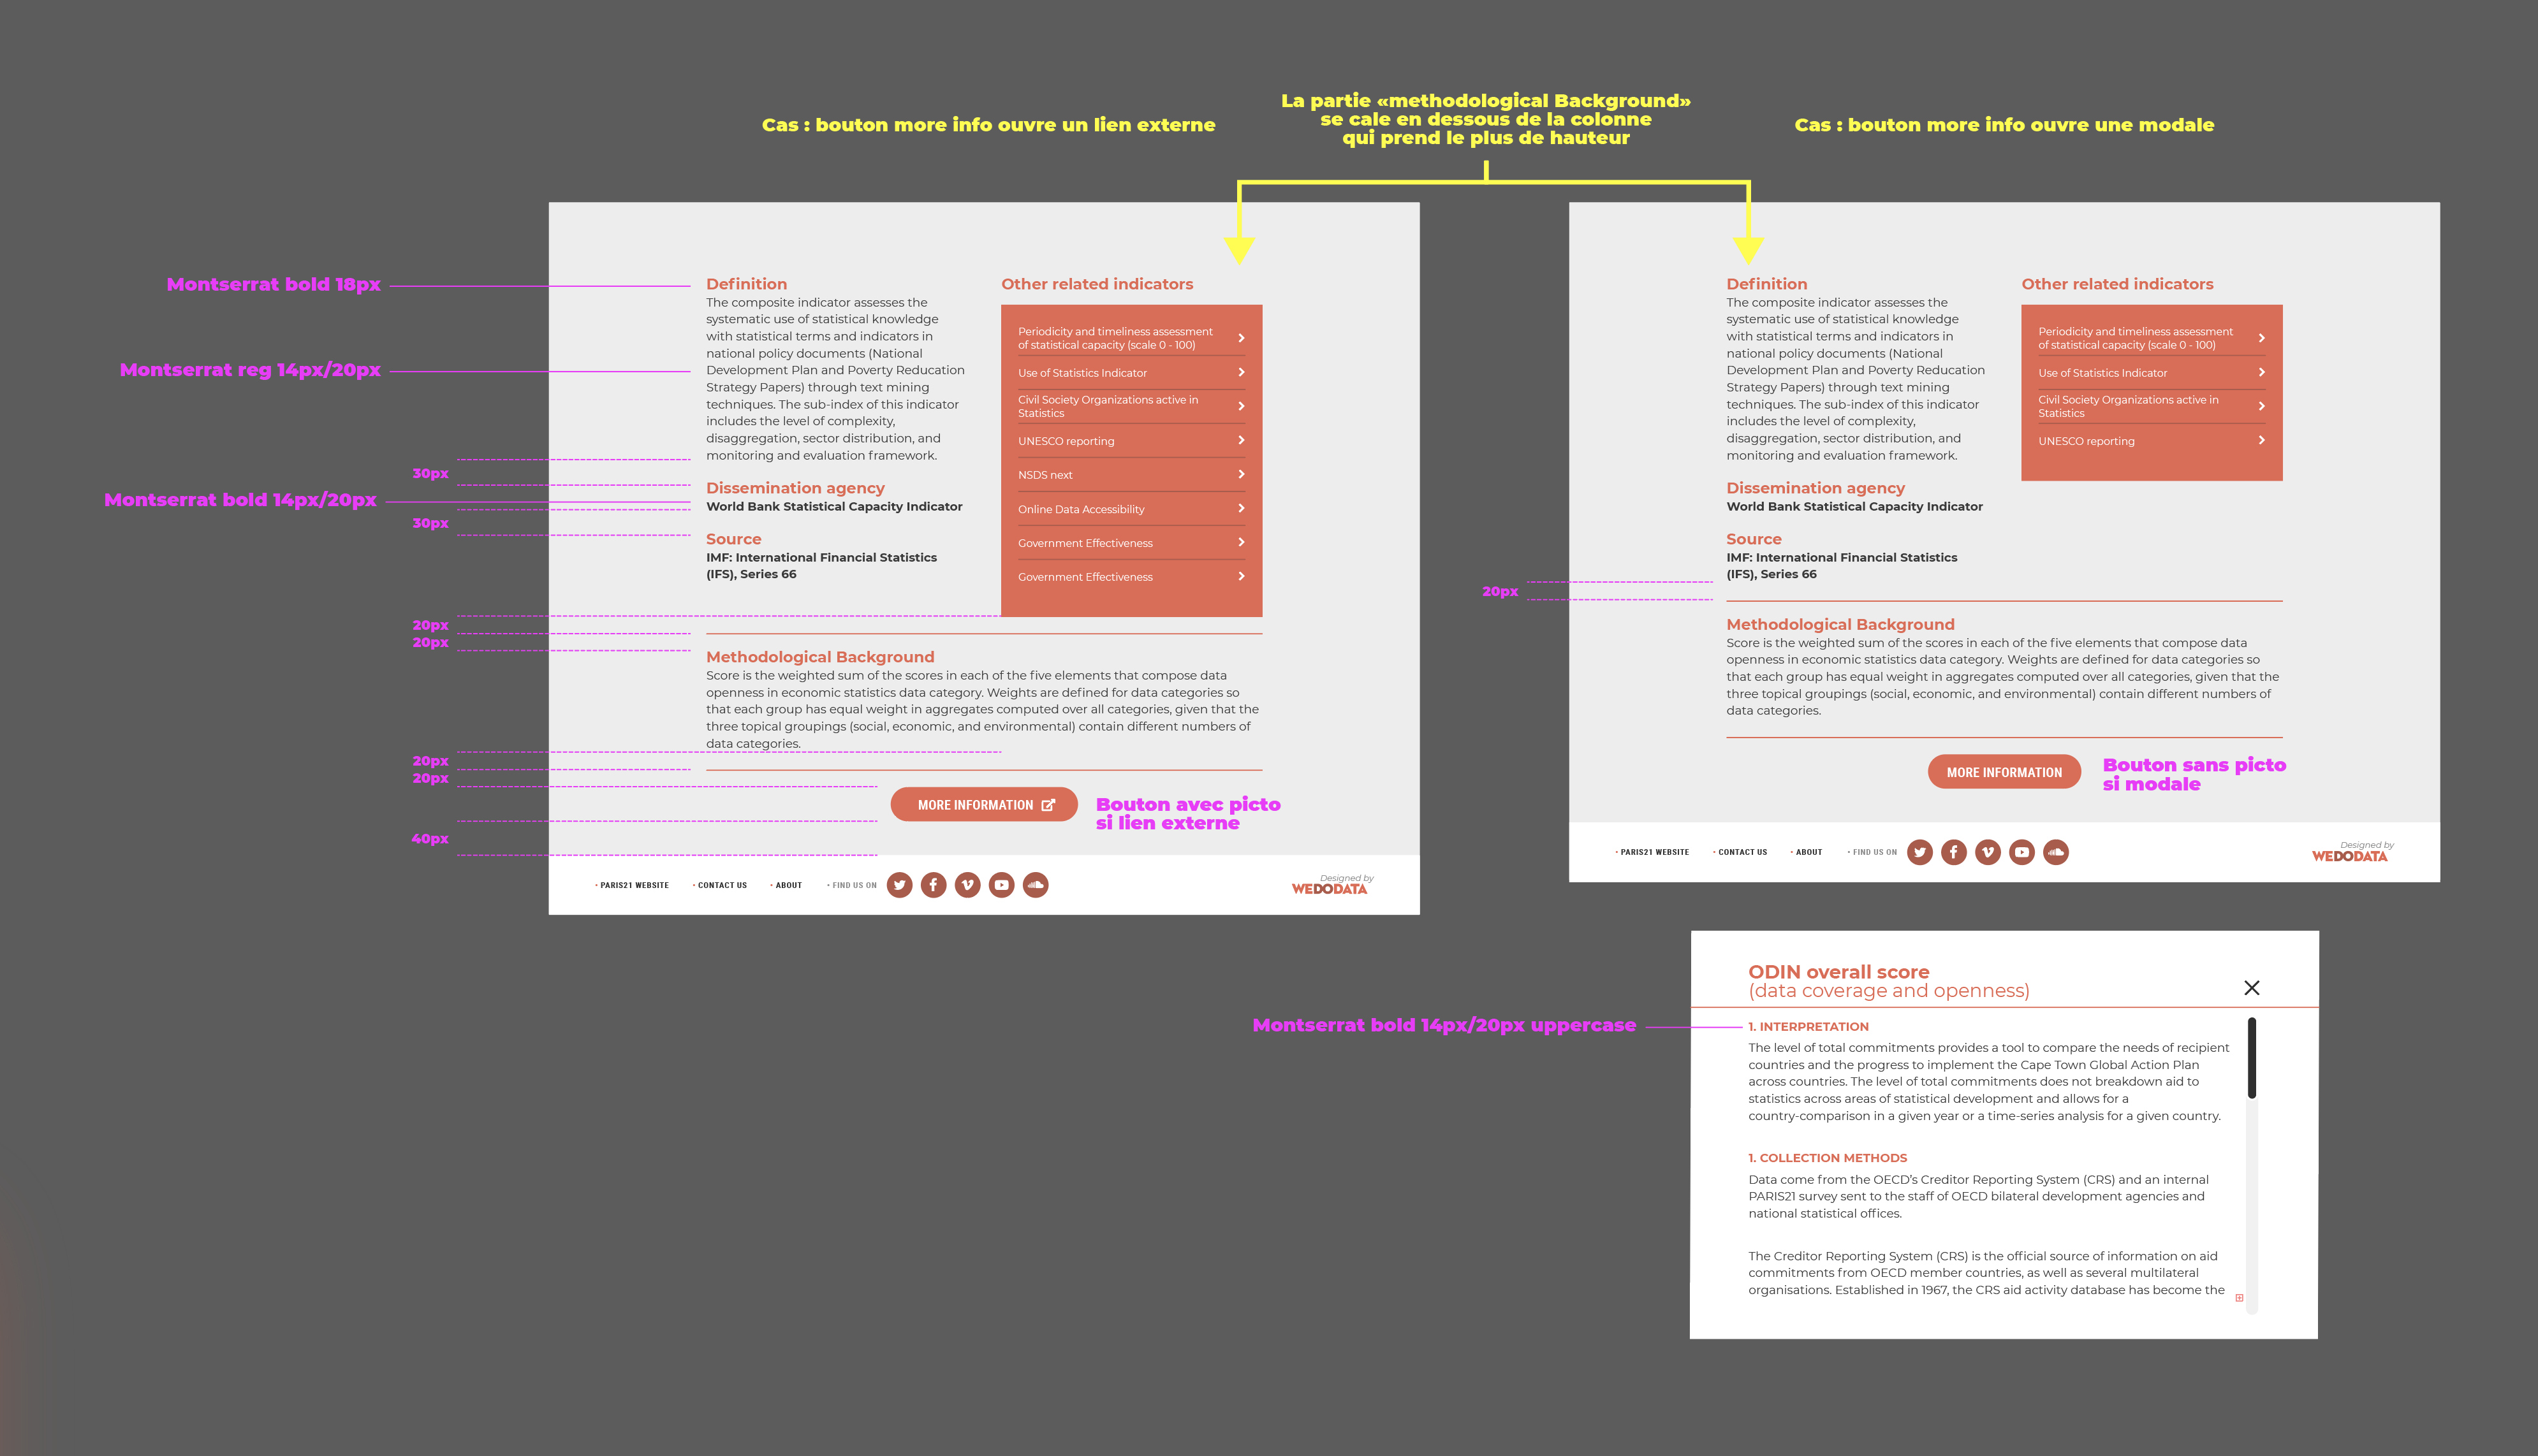 La partie «methodological Background»
se cale en dessous de la colonne
qui prend le plus de hauteur
Cas : bouton more info ouvre un lien externe
Cas : bouton more info ouvre une modale
Montserrat bold 18px
Montserrat reg 14px/20px
30px
Montserrat bold 14px/20px
30px
20px
20px
20px
20px
40px
Definition
The composite indicator assesses the
systematic use of statistical knowledge
with statistical terms and indicators in
national policy documents (National
Development Plan and Poverty Reducation
Strategy Papers) through text mining
techniques. The sub-index of this indicator
includes the level of complexity,
disaggregation, sector distribution, and
monitoring and evaluation framework.
Dissemination agency
World Bank Statistical Capacity Indicator
Source
IMF: International Financial Statistics
(IFS), Series 66
Other related indicators
Periodicity and timeliness assessment
of statistical capacity (scale 0 - 100)
Use of Statistics Indicator
Civil Society Organizations active in
Statistics
UNESCO reporting
NSDS next
Online Data Accessibility
Government Effectiveness
Government Effectiveness
Methodological Background
Score is the weighted sum of the scores in each of the five elements that compose data
openness in economic statistics data category. Weights are defined for data categories so
that each group has equal weight in aggregates computed over all categories, given that the
three topical groupings (social, economic, and environmental) contain different numbers of
data categories.
MORE INFORMATION
Bouton avec picto
si lien externe
• PARIS21 WEBSITE • CONTACT US • ABOUT • FIND US ON
Designed by
WEDODATA
Definition
The composite indicator assesses the
systematic use of statistical knowledge
with statistical terms and indicators in
national policy documents (National
Development Plan and Poverty Reducation
Strategy Papers) through text mining
techniques. The sub-index of this indicator
includes the level of complexity,
disaggregation, sector distribution, and
monitoring and evaluation framework.
Dissemination agency
World Bank Statistical Capacity Indicator
Source
IMF: International Financial Statistics
(IFS), Series 66
20px
Other related indicators
Periodicity and timeliness assessment
of statistical capacity (scale 0 - 100)
Use of Statistics Indicator
Civil Society Organizations active in
Statistics
UNESCO reporting
Methodological Background
Score is the weighted sum of the scores in each of the five elements that compose data
openness in economic statistics data category. Weights are defined for data categories so
that each group has equal weight in aggregates computed over all categories, given that the
three topical groupings (social, economic, and environmental) contain different numbers of
data categories.
MORE INFORMATION
Bouton sans picto
si modale
• PARIS21 WEBSITE • CONTACT US • ABOUT • FIND US ON
Designed by
WEDODATA
ODIN overall score
(data coverage and openness)
Montserrat bold 14px/20px uppercase
1. INTERPRETATION
The level of total commitments provides a tool to compare the needs of recipient
countries and the progress to implement the Cape Town Global Action Plan
across countries. The level of total commitments does not breakdown aid to
statistics across areas of statistical development and allows for a
country-comparison in a given year or a time-series analysis for a given country.
1. COLLECTION METHODS
Data come from the OECD’s Creditor Reporting System (CRS) and an internal
PARIS21 survey sent to the staff of OECD bilateral development agencies and
national statistical offices.
The Creditor Reporting System (CRS) is the official source of information on aid
commitments from OECD member countries, as well as several multilateral
organisations. Established in 1967, the CRS aid activity database has become the